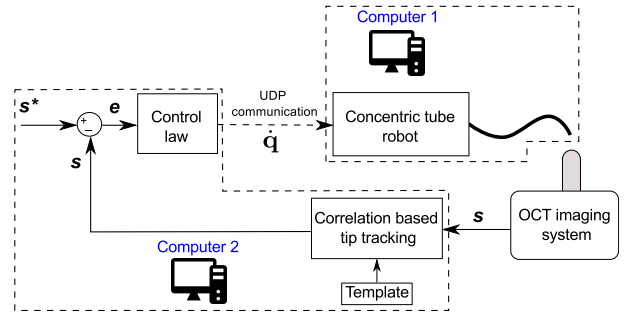 Computer 1
s*
+
−
e
Control
law
UDP
communication
q̇
Concentric tube
robot
s
Correlation based
tip tracking
s
OCT imaging
system
Computer 2
Template